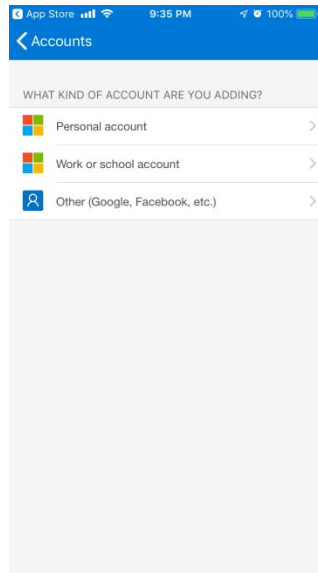 App Store 9:35 PM 100%
Accounts
WHAT KIND OF ACCOUNT ARE YOU ADDING?
Personal account
Work or school account
Other (Google, Facebook, etc.)